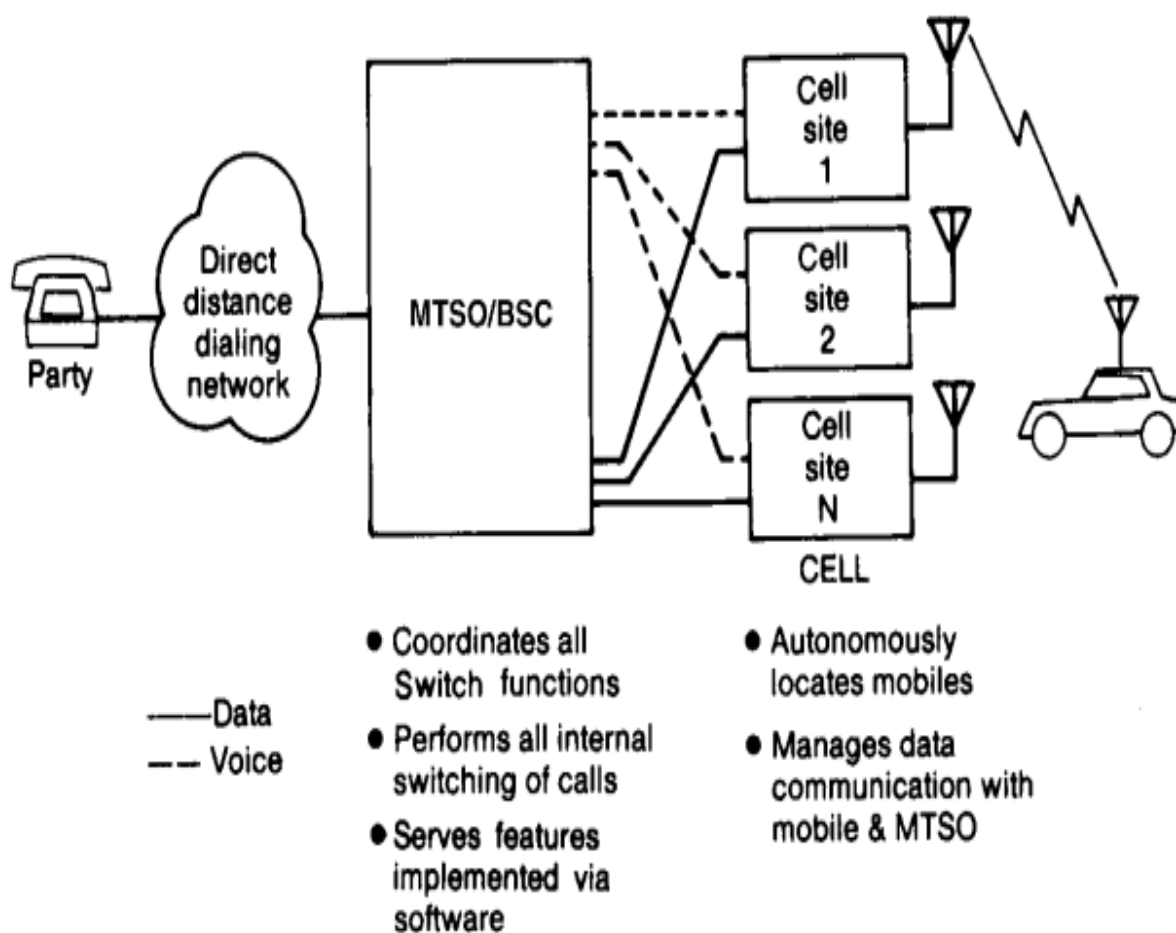 Party
Direct
distance
dialing
network
MTSO/BSC
Cell
site
1
Cell
site
2
Cell
site
N
CELL
Data
Voice
● Coordinates all
Switch functions
● Performs all internal
switching of calls
● Serves features
implemented via
software
● Autonomously
locates mobiles
● Manages data
communication with
mobile & MTSO